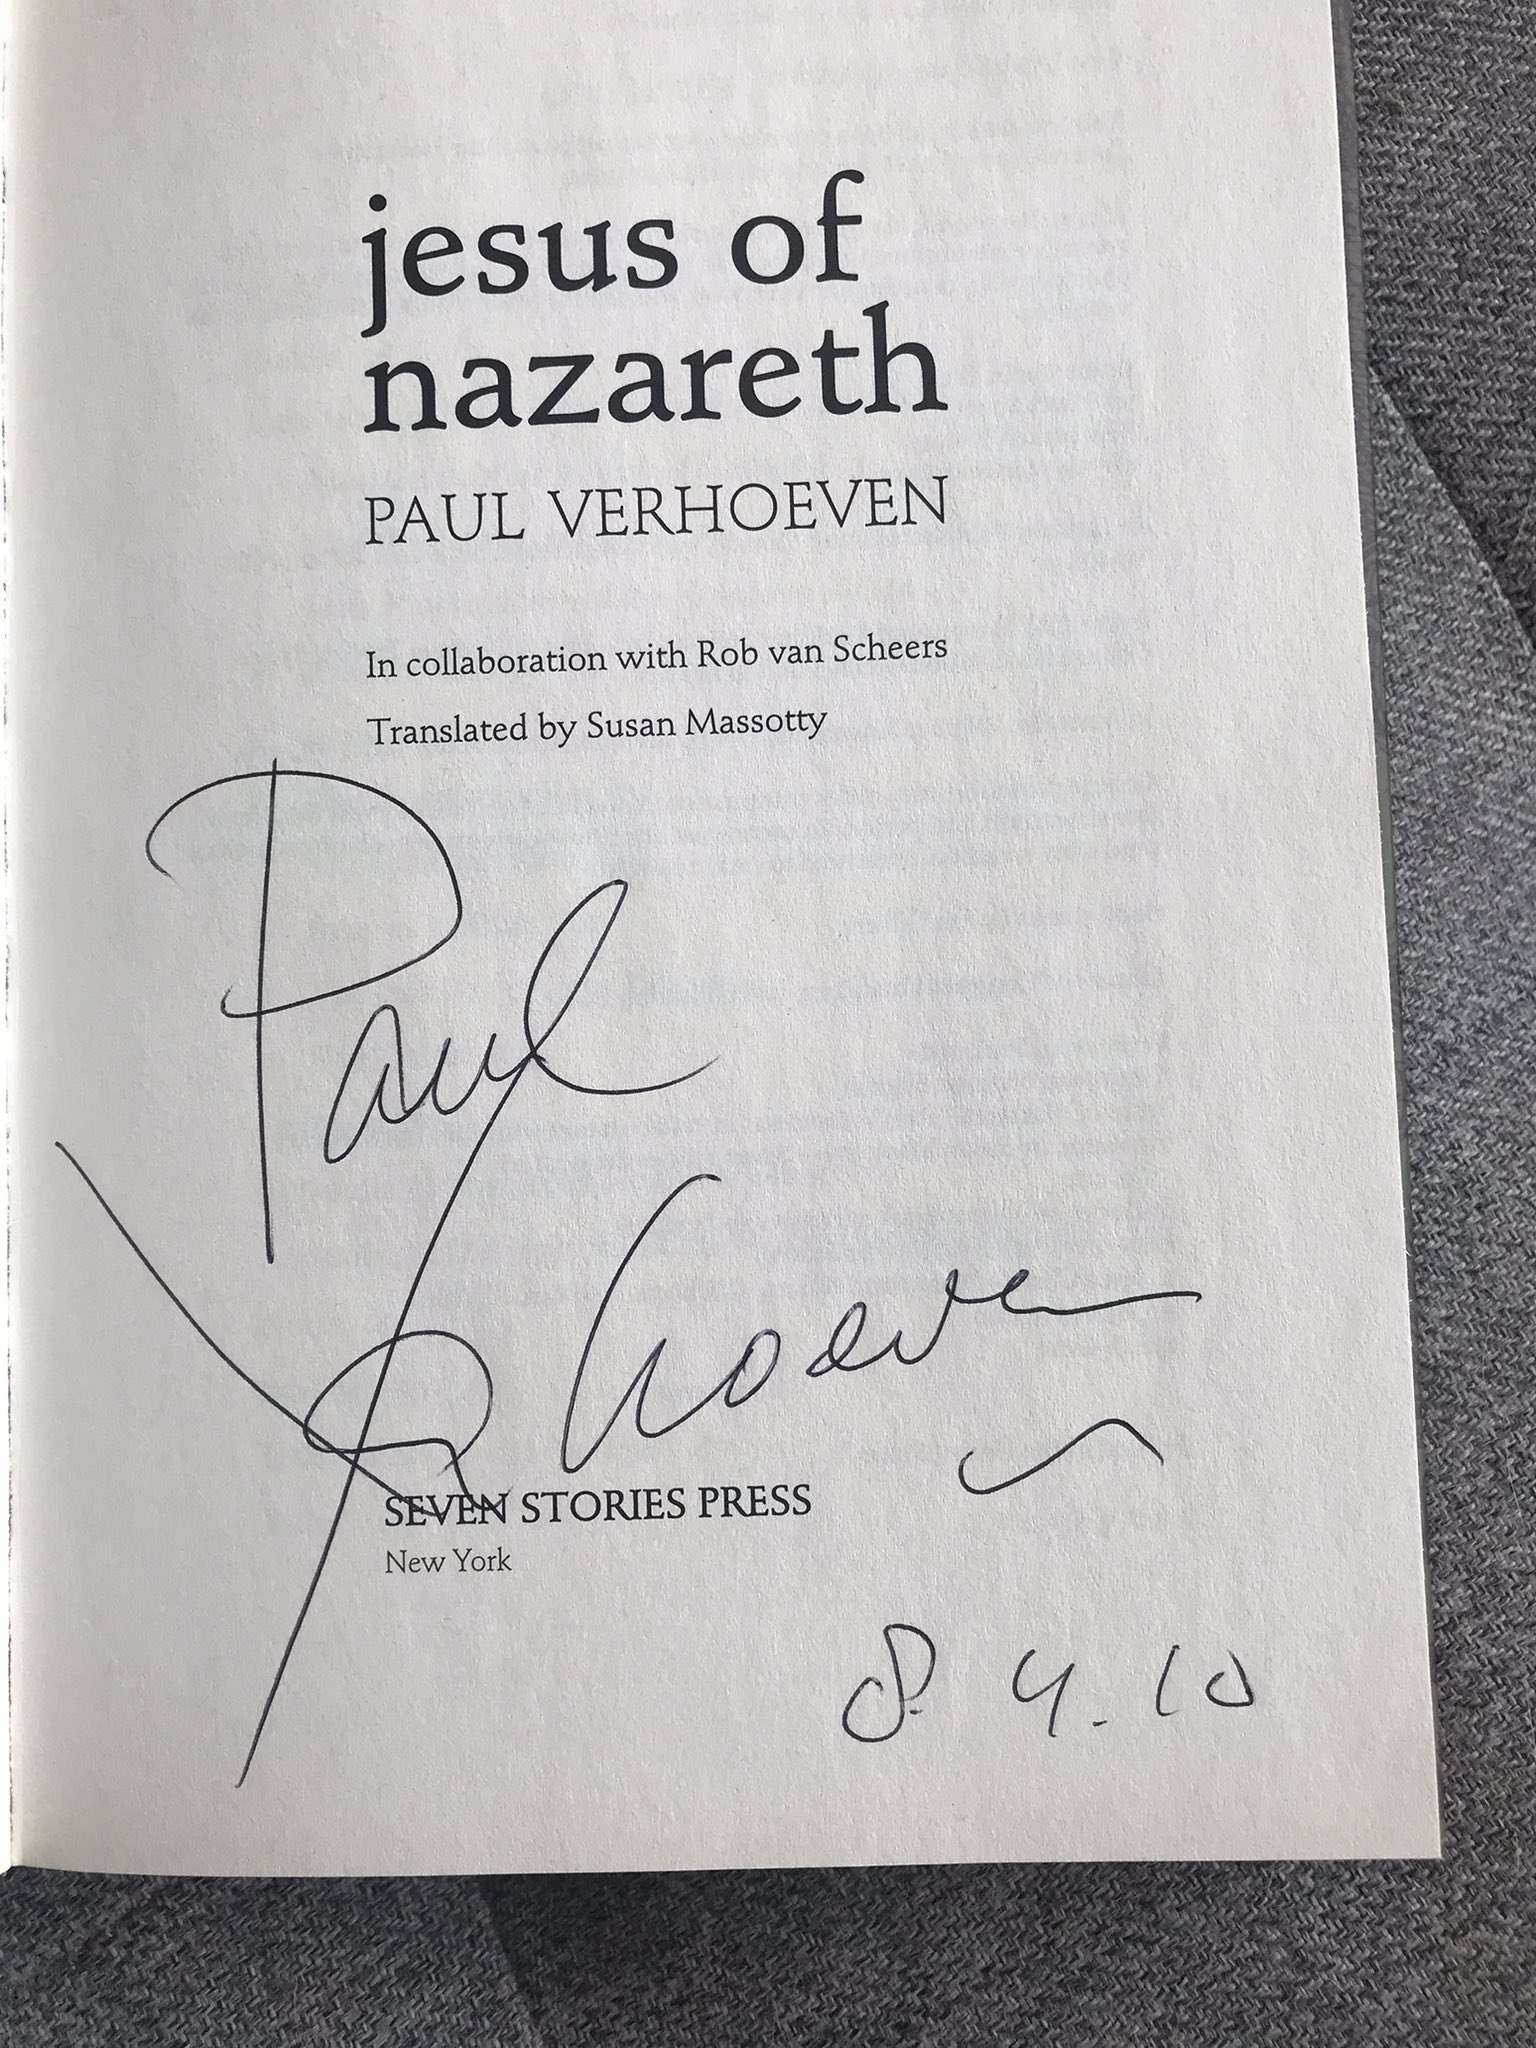 jesus of
nazareth
PAUL VERHOEVEN
In collaboration with Rob van Scheers
Translated by Susan Massotty
Paul
Verhoeven
SEVEN STORIES PRESS
New York
8.4.10